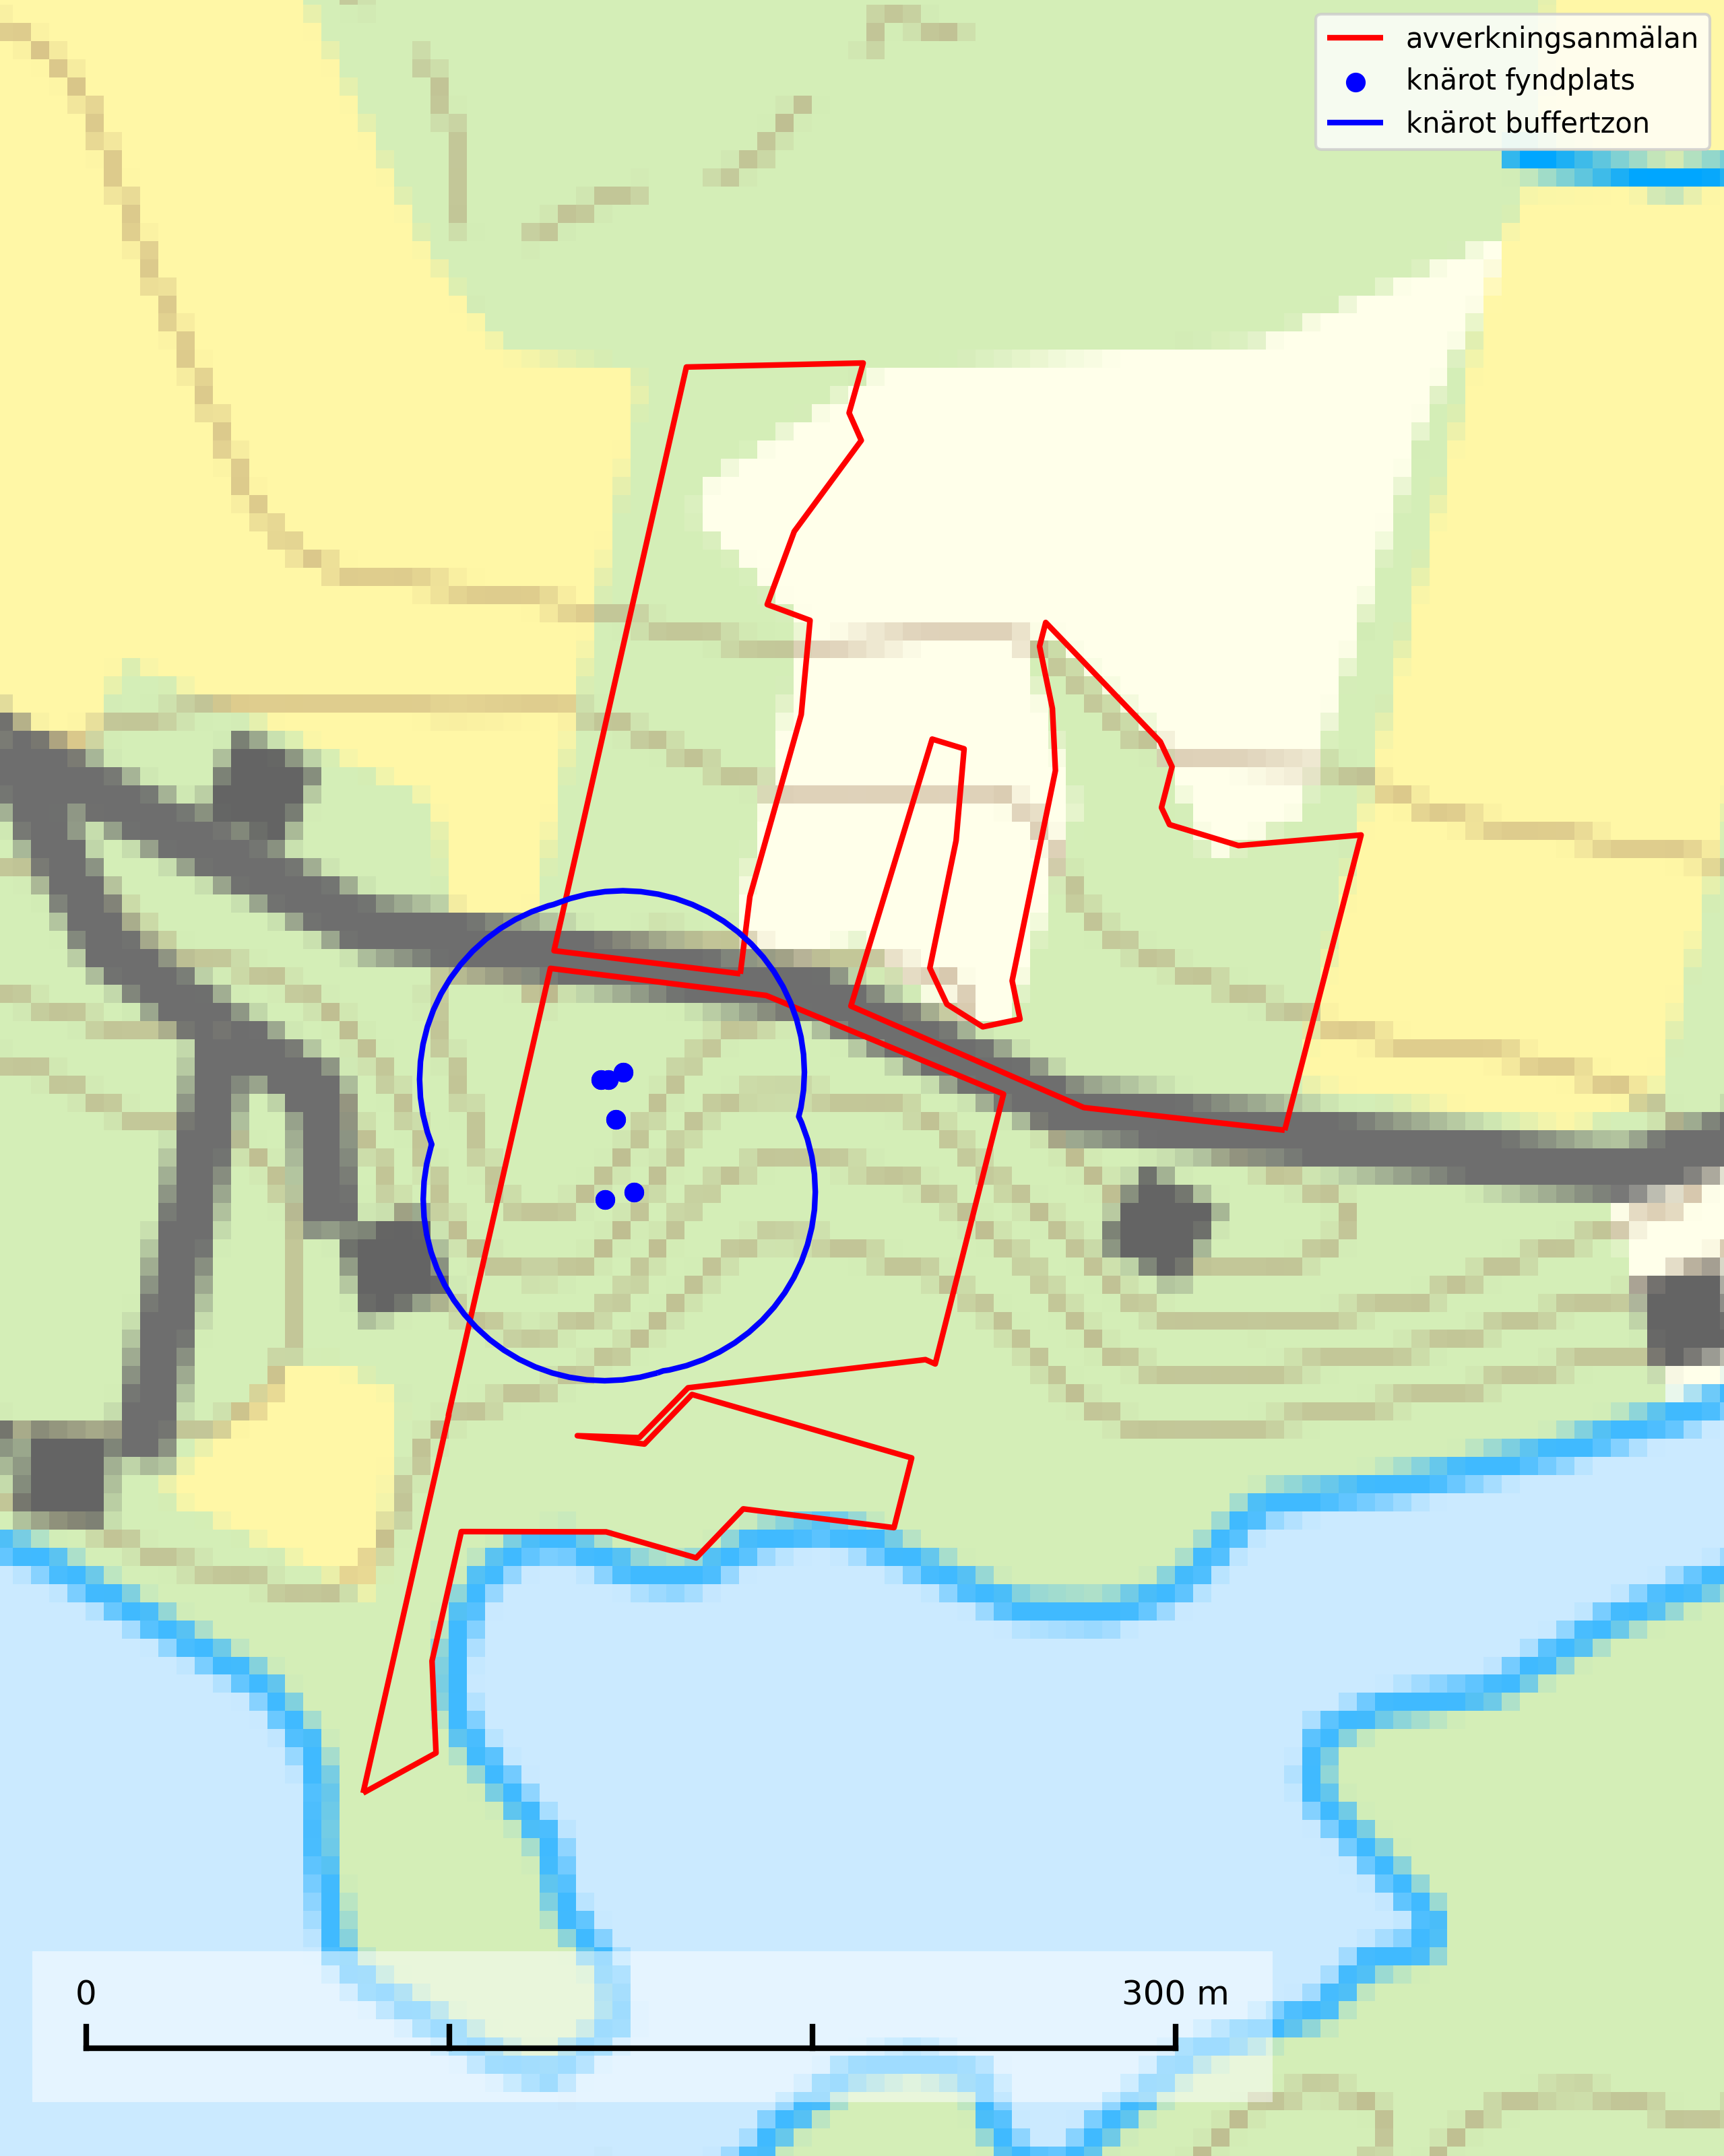 avverkningsanmälan
knärot fyndplats
knärot buffertzon
0 300 m